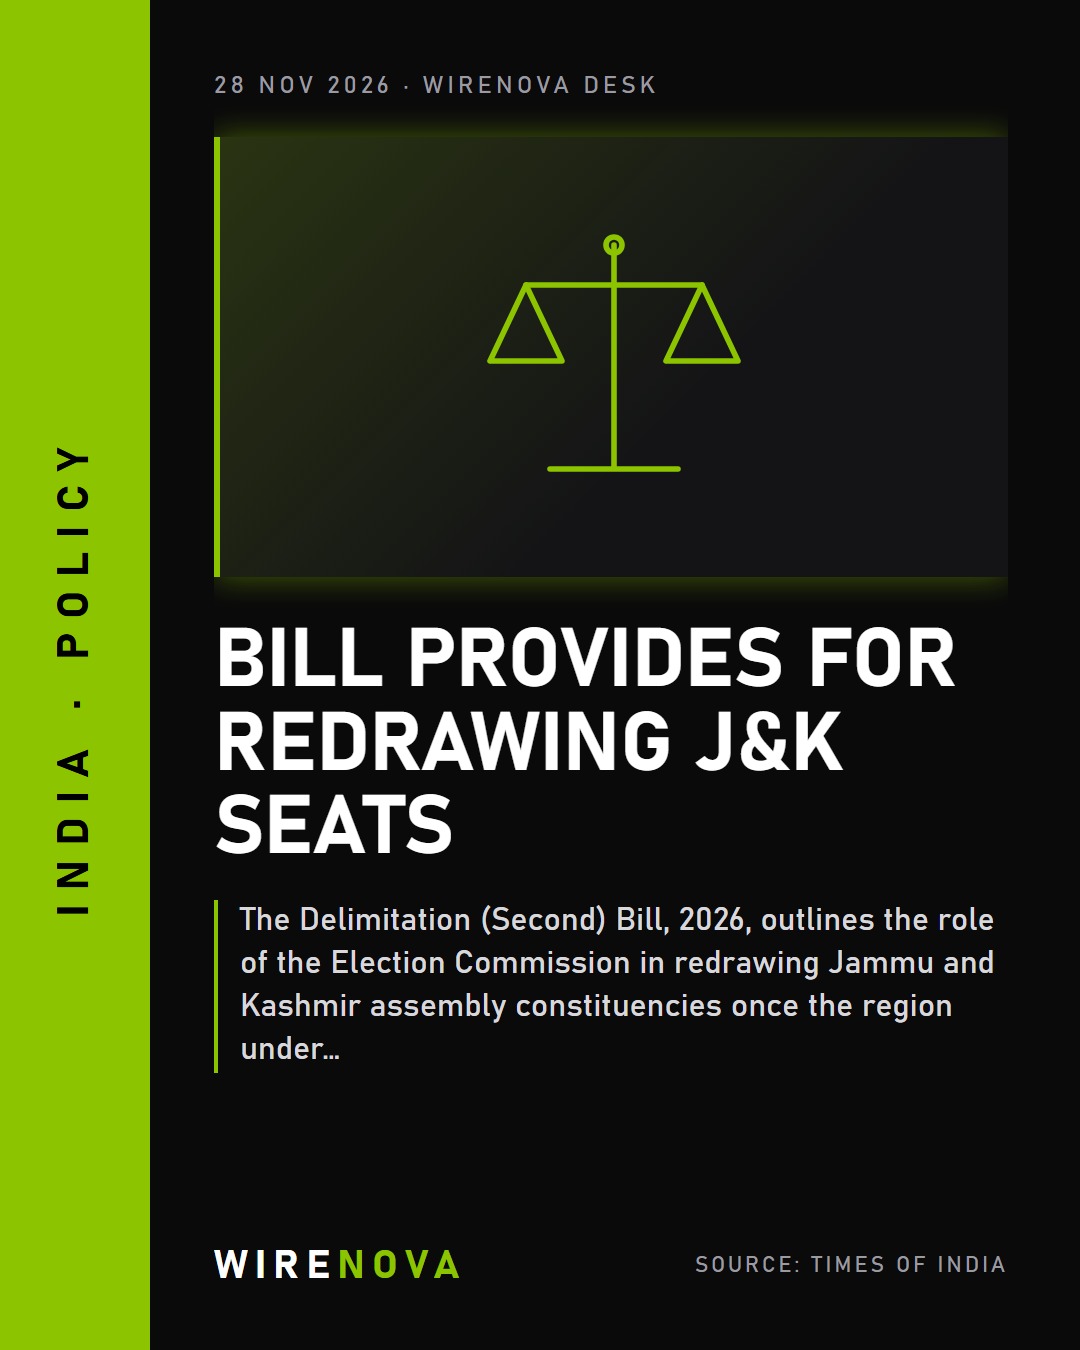 28 NOV 2026 · WIRENOVA DESK
INDIA · POLICY
BILL PROVIDES FOR
REDRAWING J&K
SEATS
The Delimitation (Second) Bill, 2026, outlines the role
of the Election Commission in redrawing Jammu and
Kashmir assembly constituencies once the region
under…
WIRENOVA
SOURCE: TIMES OF INDIA